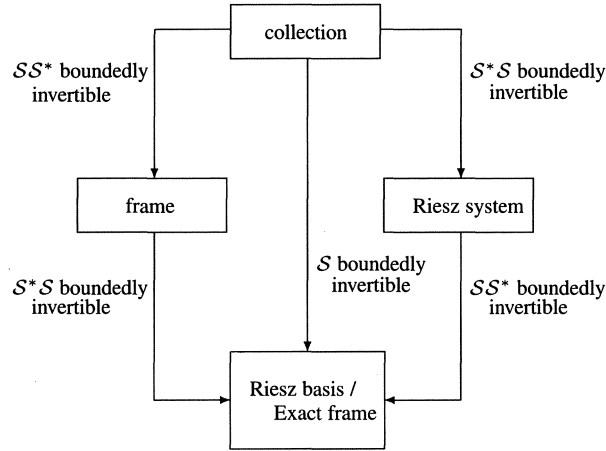 collection
𝒮𝒮* boundedly
invertible
𝒮*𝒮 boundedly
invertible
frame
Riesz system
𝒮*𝒮 boundedly
invertible
𝒮 boundedly
invertible
𝒮𝒮* boundedly
invertible
Riesz basis /
Exact frame